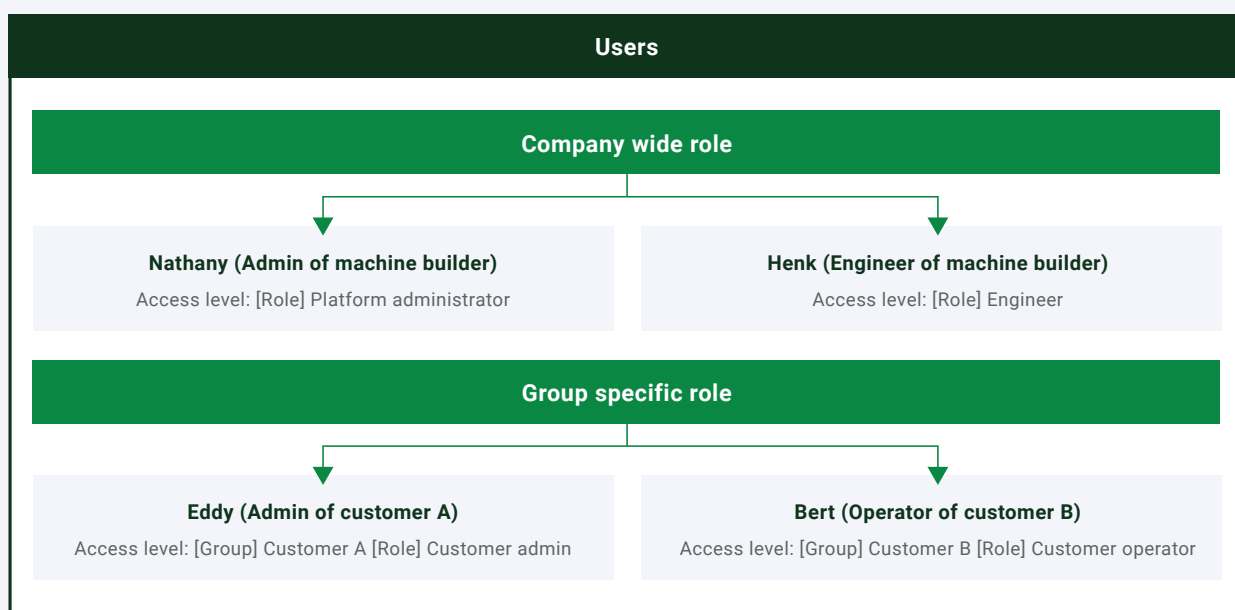 Users
Company wide role
Nathany (Admin of machine builder)
Access level: [Role] Platform administrator
Henk (Engineer of machine builder)
Access level: [Role] Engineer
Group specific role
Eddy (Admin of customer A)
Access level: [Group] Customer A [Role] Customer admin
Bert (Operator of customer B)
Access level: [Group] Customer B [Role] Customer operator